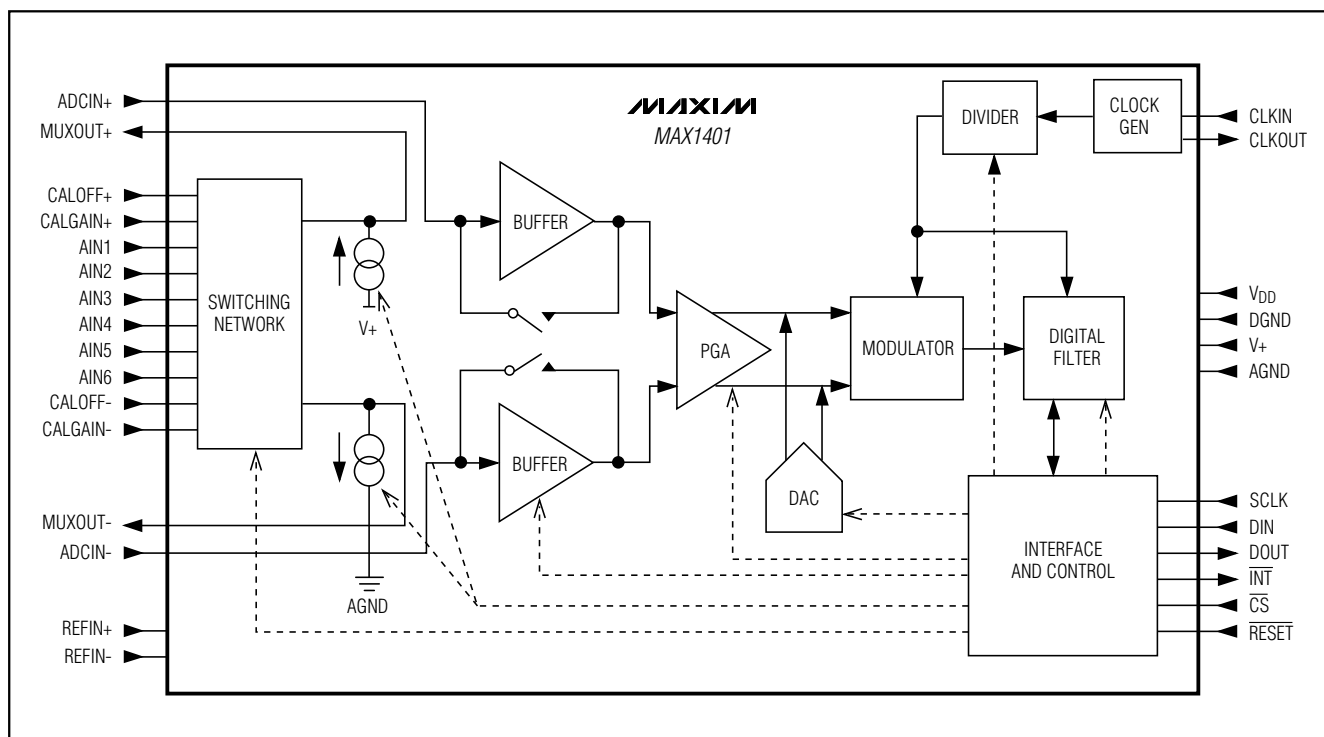 MAXIM
MAX1401
ADCIN+
MUXOUT+
CALOFF+
CALGAIN+
AIN1
AIN2
AIN3
AIN4
AIN5
AIN6
CALOFF-
CALGAIN-
MUXOUT-
ADCIN-
REFIN+
REFIN-
SWITCHING
NETWORK
V+
AGND
BUFFER
BUFFER
PGA
DAC
MODULATOR
DIVIDER
CLOCK
GEN
DIGITAL
FILTER
INTERFACE
AND CONTROL
CLKIN
CLKOUT
VDD
DGND
V+
AGND
SCLK
DIN
DOUT
INT
CS
RESET